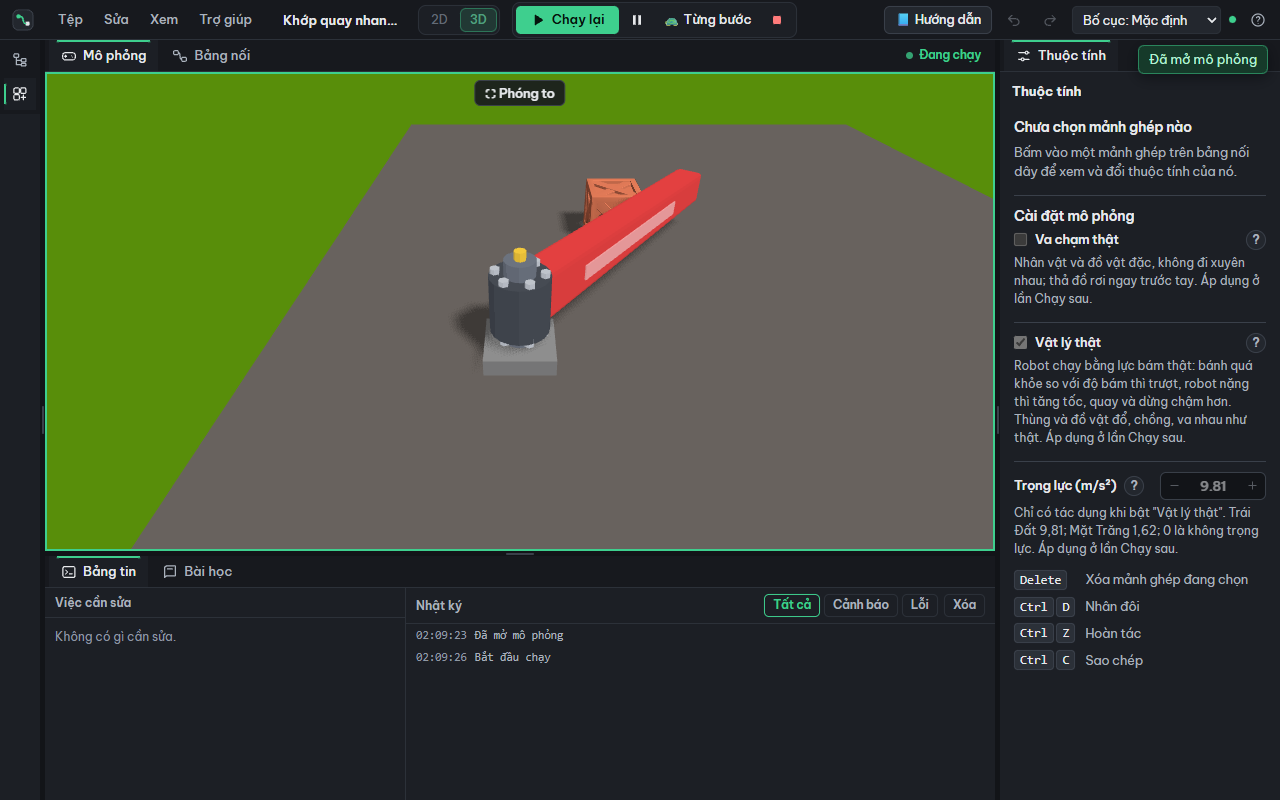 Tệp Sửa Xem Trợ giúp Khớp quay nhan... 2D 3D Chạy lại Từng bước Hướng dẫn Bố cục: Mặc định
Mô phỏng Bảng nối Đang chạy
Thuộc tính
Đã mở mô phỏng
Phóng to
Thuộc tính
Chưa chọn mảnh ghép nào
Bấm vào một mảnh ghép trên bảng nối
dây để xem và đổi thuộc tính của nó.
Cài đặt mô phỏng
Va chạm thật ?
Nhân vật và đồ vật đặc, không đi xuyên
nhau; thả đồ rơi ngay trước tay. Áp dụng ở
lần Chạy sau.
Vật lý thật ?
Robot chạy bằng lực bám thật: bánh quá
khỏe so với độ bám thì trượt, robot nặng
thì tăng tốc, quay và dừng chậm hơn.
Thùng và đồ vật đổ, chồng, va nhau như
thật. Áp dụng ở lần Chạy sau.
Trọng lực (m/s²) ? − 9.81 +
Chỉ có tác dụng khi bật "Vật lý thật". Trái
Đất 9,81; Mặt Trăng 1,62; 0 là không trọng
lực. Áp dụng ở lần Chạy sau.
Delete Xóa mảnh ghép đang chọn
Ctrl D Nhân đôi
Ctrl Z Hoàn tác
Ctrl C Sao chép
Bảng tin Bài học
Việc cần sửa
Không có gì cần sửa.
Nhật ký Tất cả Cảnh báo Lỗi Xóa
02:09:23 Đã mở mô phỏng
02:09:26 Bắt đầu chạy